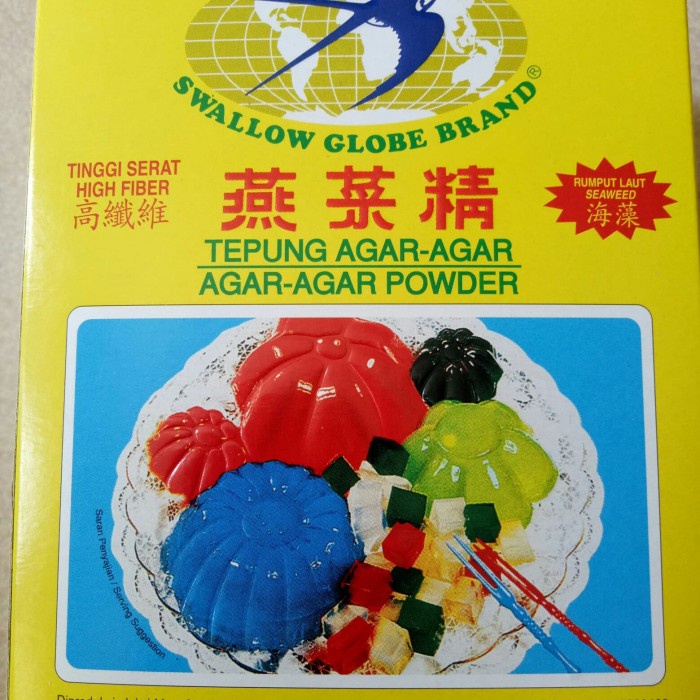 SWALLOW GLOBE BRAND®
TINGGI SERAT
HIGH FIBER
高纖維
燕菜精
RUMPUT LAUT
SEAWEED
海藻
TEPUNG AGAR-AGAR
AGAR-AGAR POWDER
Saran Penyajian / Serving Suggestion